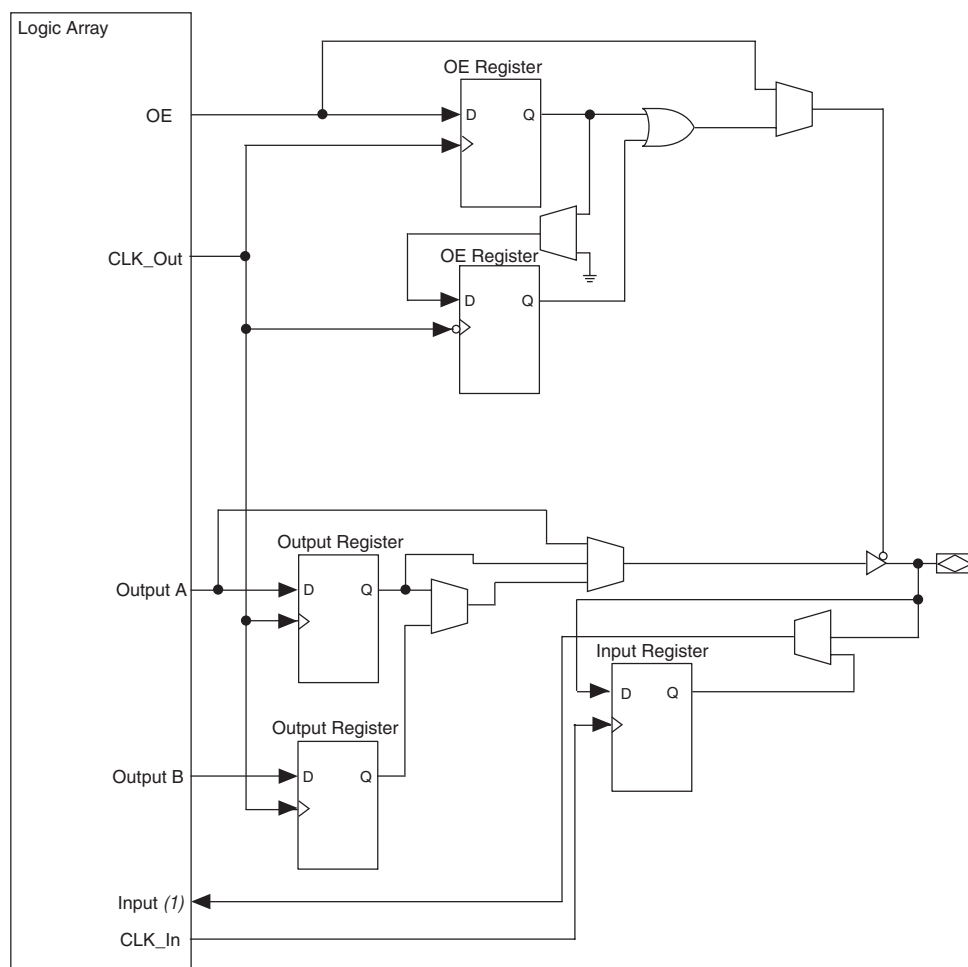 Logic Array
OE Register
OE
D Q
OE Register
CLK_Out
D Q
Output Register
Output A
D Q
Input Register
D Q
Output Register
Output B
D Q
Input (1)
CLK_In